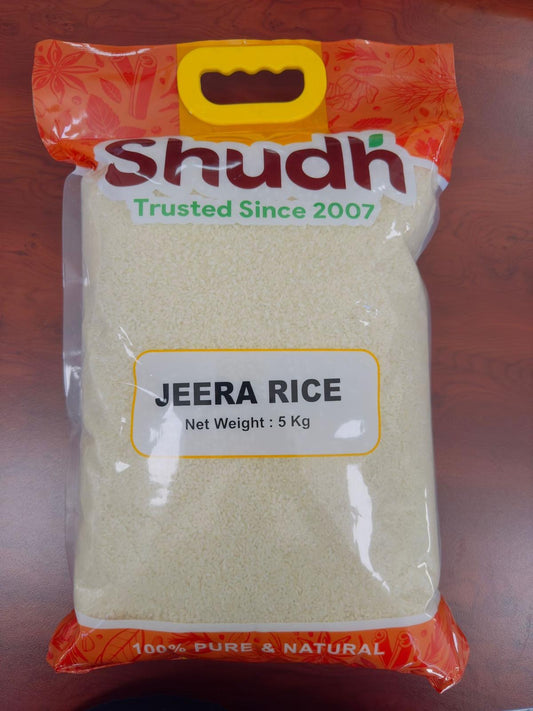 Shudh
Trusted Since 2007
JEERA RICE
Net Weight : 5 Kg
100% PURE & NATURAL